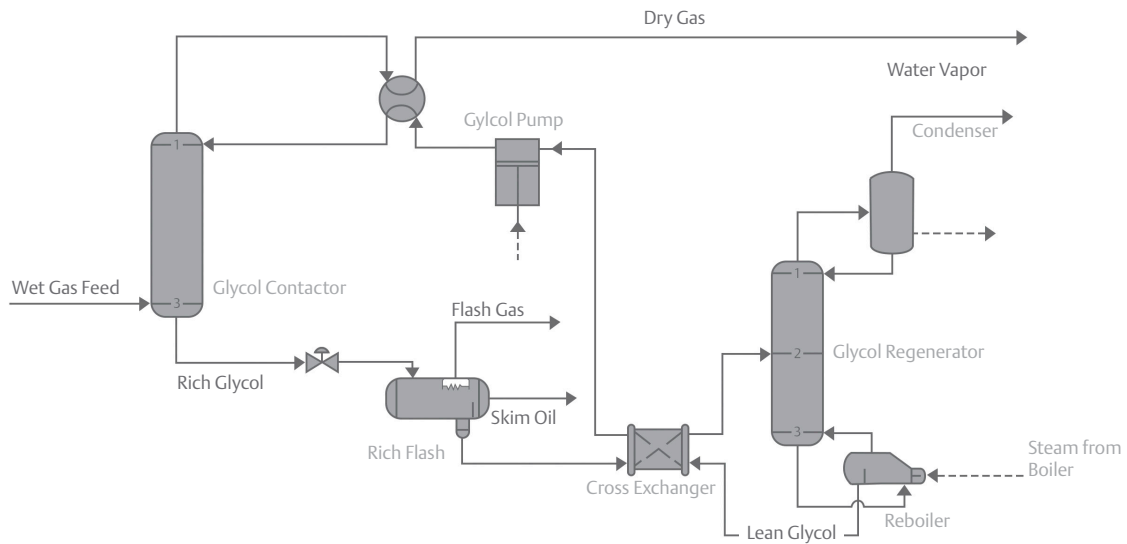 Dry Gas
Water Vapor
Gylcol Pump
Condenser
1
1
Wet Gas Feed
3
Glycol Contactor
Flash Gas
2
Glycol Regenerator
Rich Glycol
Skim Oil
3
Rich Flash
Steam from
Boiler
Cross Exchanger
Reboiler
Lean Glycol